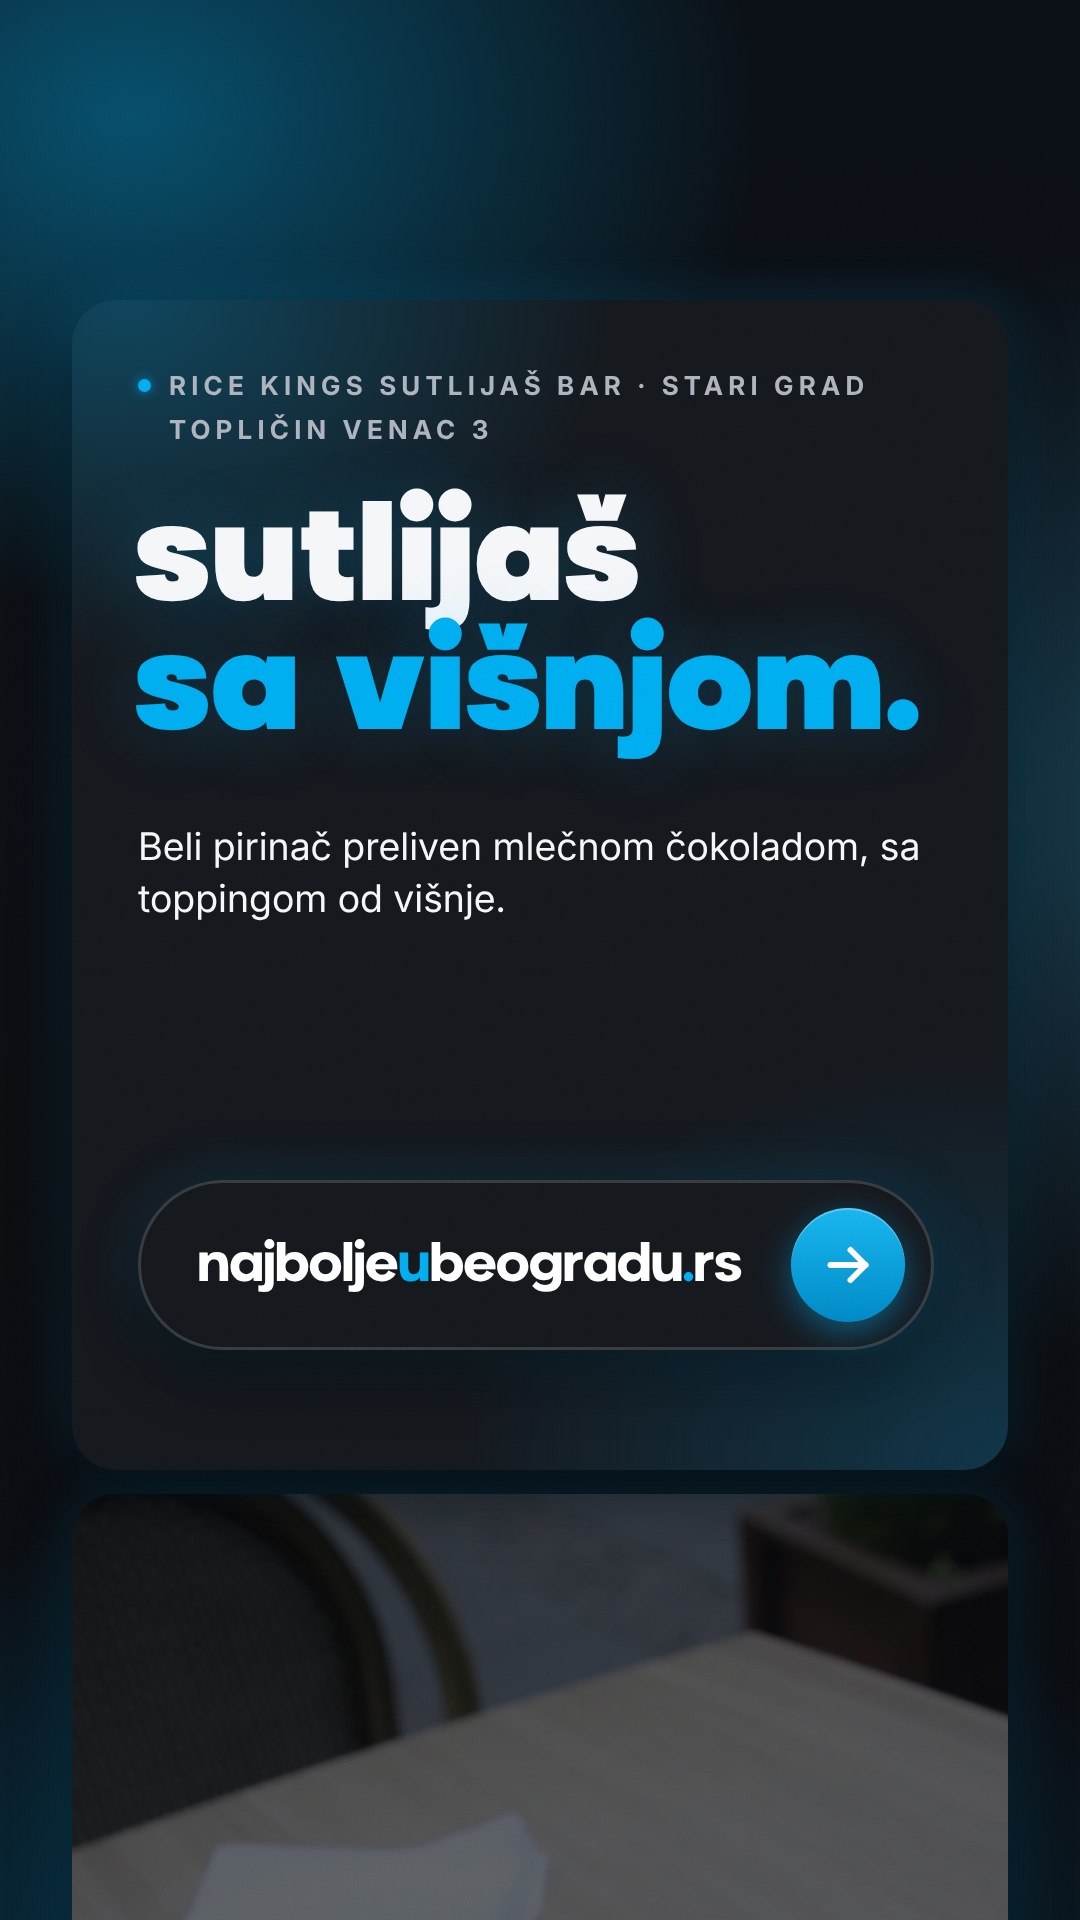 RICE KINGS SUTLIJAŠ BAR · STARI GRAD
TOPLIČIN VENAC 3
sutlijaš
sa višnjom.
Beli pirinač preliven mlečnom čokoladom, sa
toppingom od višnje.
najboljeubeogradu.rs